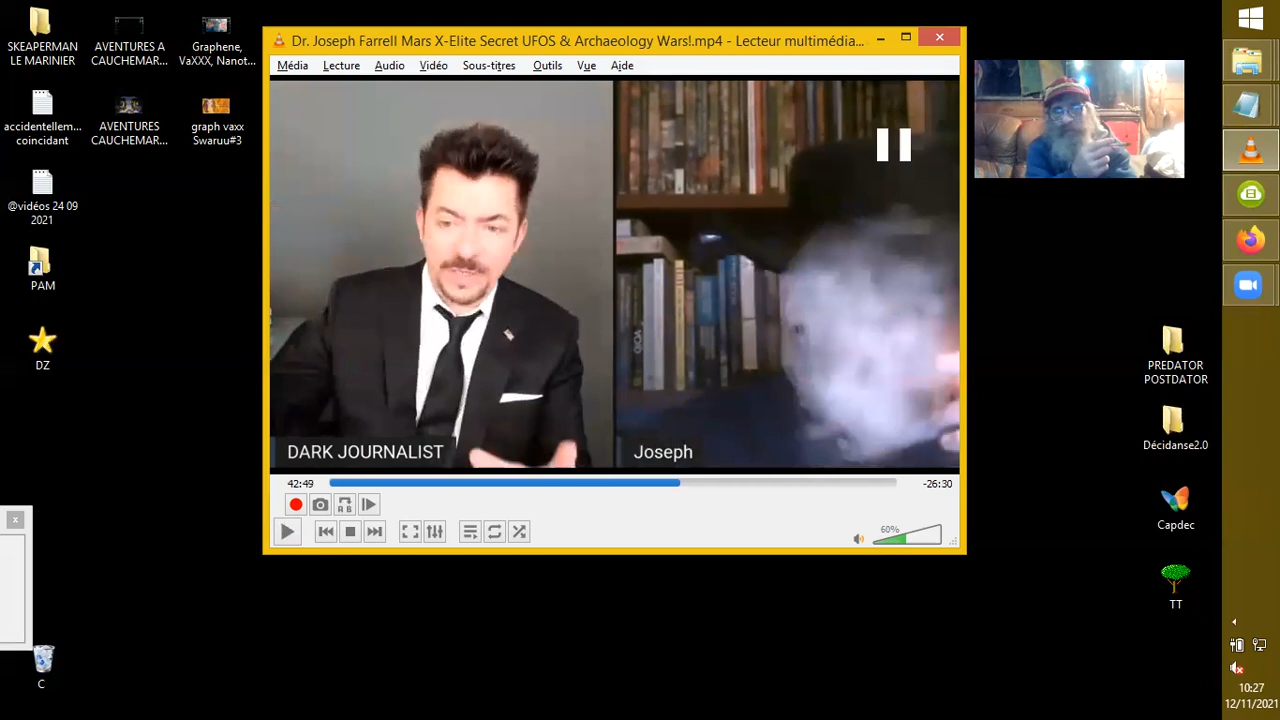 SKEAPERMAN
LE MARINIER
AVENTURES A
CAUCHEMAR...
Graphene,
VaXXX, Nanot...
accidentellem...
coincidant
AVENTURES
CAUCHEMAR...
graph vaxx
Swaruu#3
@vidéos 24 09
2021
PAM
DZ
x
C
Dr. Joseph Farrell Mars X-Elite Secret UFOS & Archaeology Wars!.mp4 - Lecteur multimédia...
Média Lecture Audio Vidéo Sous-titres Outils Vue Aide
VOID
DARK JOURNALIST
Joseph
42:49
-26:30
A B
60%
PREDATOR
POSTDATOR
Décidanse2.0
Capdec
TT
10:27
12/11/2021